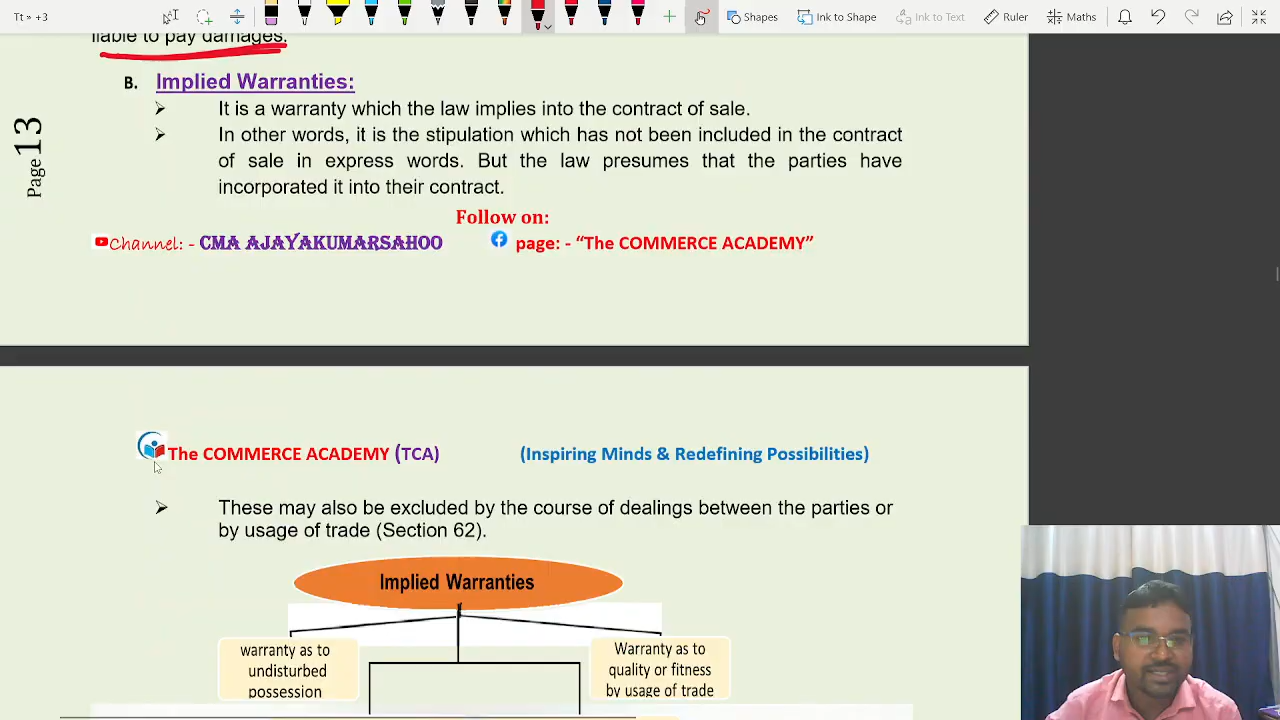 Tt ÷ +3
Shapes
Ink to Shape
Ink to Text
Ruler
Maths
liable to pay damages.
B. Implied Warranties:
➢ It is a warranty which the law implies into the contract of sale.
➢ In other words, it is the stipulation which has not been included in the contract
of sale in express words. But the law presumes that the parties have
incorporated it into their contract.
Page 13
Follow on:
Channel: - CMA AJAYAKUMARSAHOO
page: - “The COMMERCE ACADEMY”
The COMMERCE ACADEMY (TCA)
(Inspiring Minds & Redefining Possibilities)
➢ These may also be excluded by the course of dealings between the parties or
by usage of trade (Section 62).
Implied Warranties
warranty as to
undisturbed
possession
Warranty as to
quality or fitness
by usage of trade